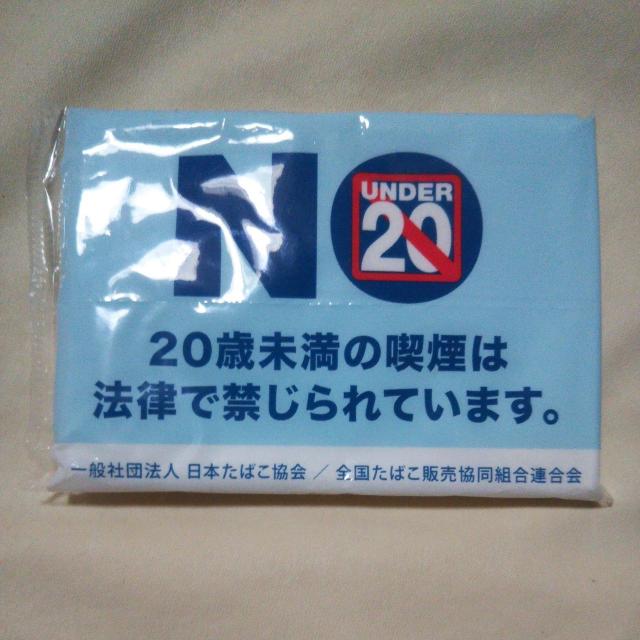 NO
UNDER
20
20歳未満の喫煙は
法律で禁じられています。
一般社団法人 日本たばこ協会 / 全国たばこ販売協同組合連合会